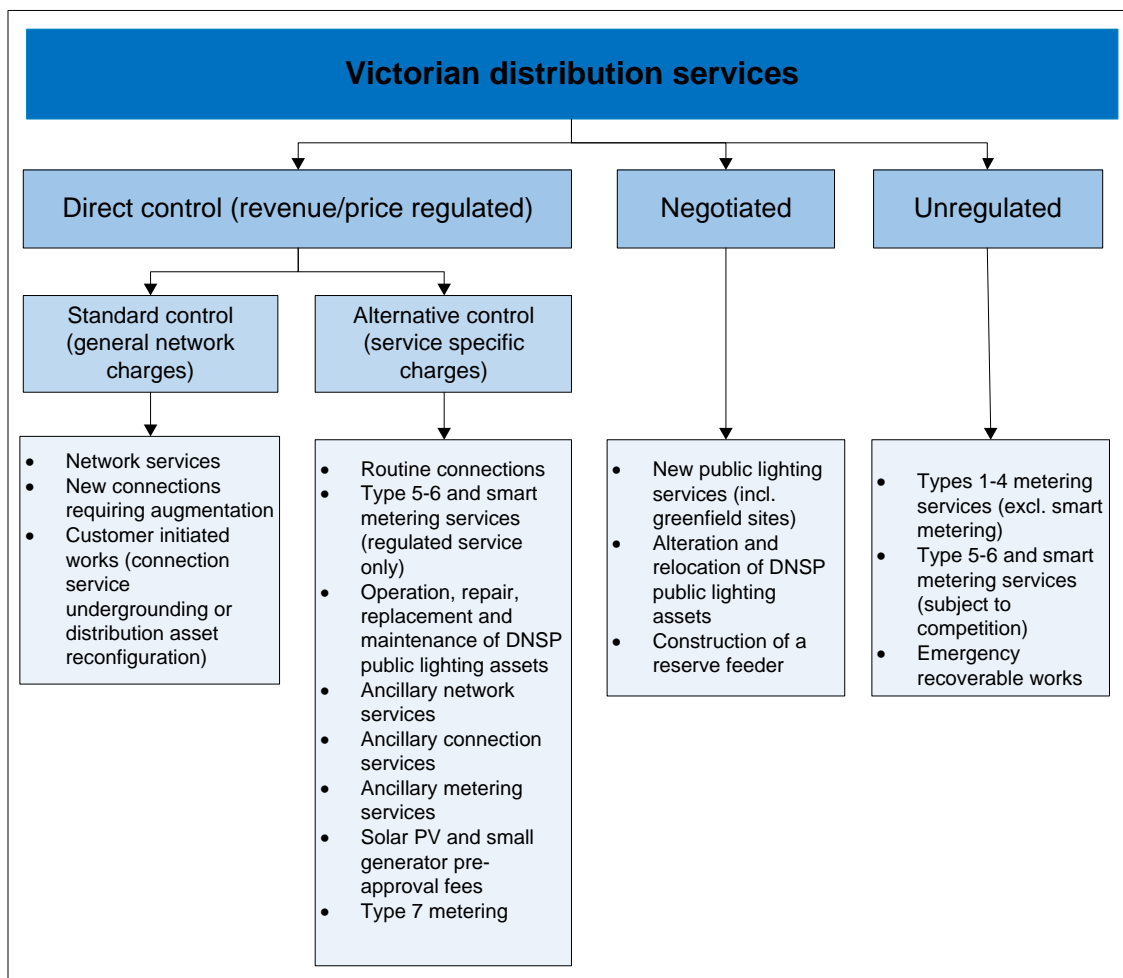 Victorian distribution services
Direct control (revenue/price regulated)
Negotiated
Unregulated
Standard control
(general network
charges)
Alternative control
(service specific
charges)
• Network services
• New connections
requiring augmentation
• Customer initiated
works (connection
service
undergrounding or
distribution asset
reconfiguration)
• Routine connections
• Type 5-6 and smart
metering services
(regulated service
only)
• Operation, repair,
replacement and
maintenance of DNSP
public lighting assets
• Ancillary network
services
• Ancillary connection
services
• Ancillary metering
services
• Solar PV and small
generator pre-
approval fees
• Type 7 metering
• New public lighting
services (incl.
greenfield sites)
• Alteration and
relocation of DNSP
public lighting
assets
• Construction of a
reserve feeder
• Types 1-4 metering
services (excl. smart
metering)
• Type 5-6 and smart
metering services
(subject to
competition)
• Emergency
recoverable works